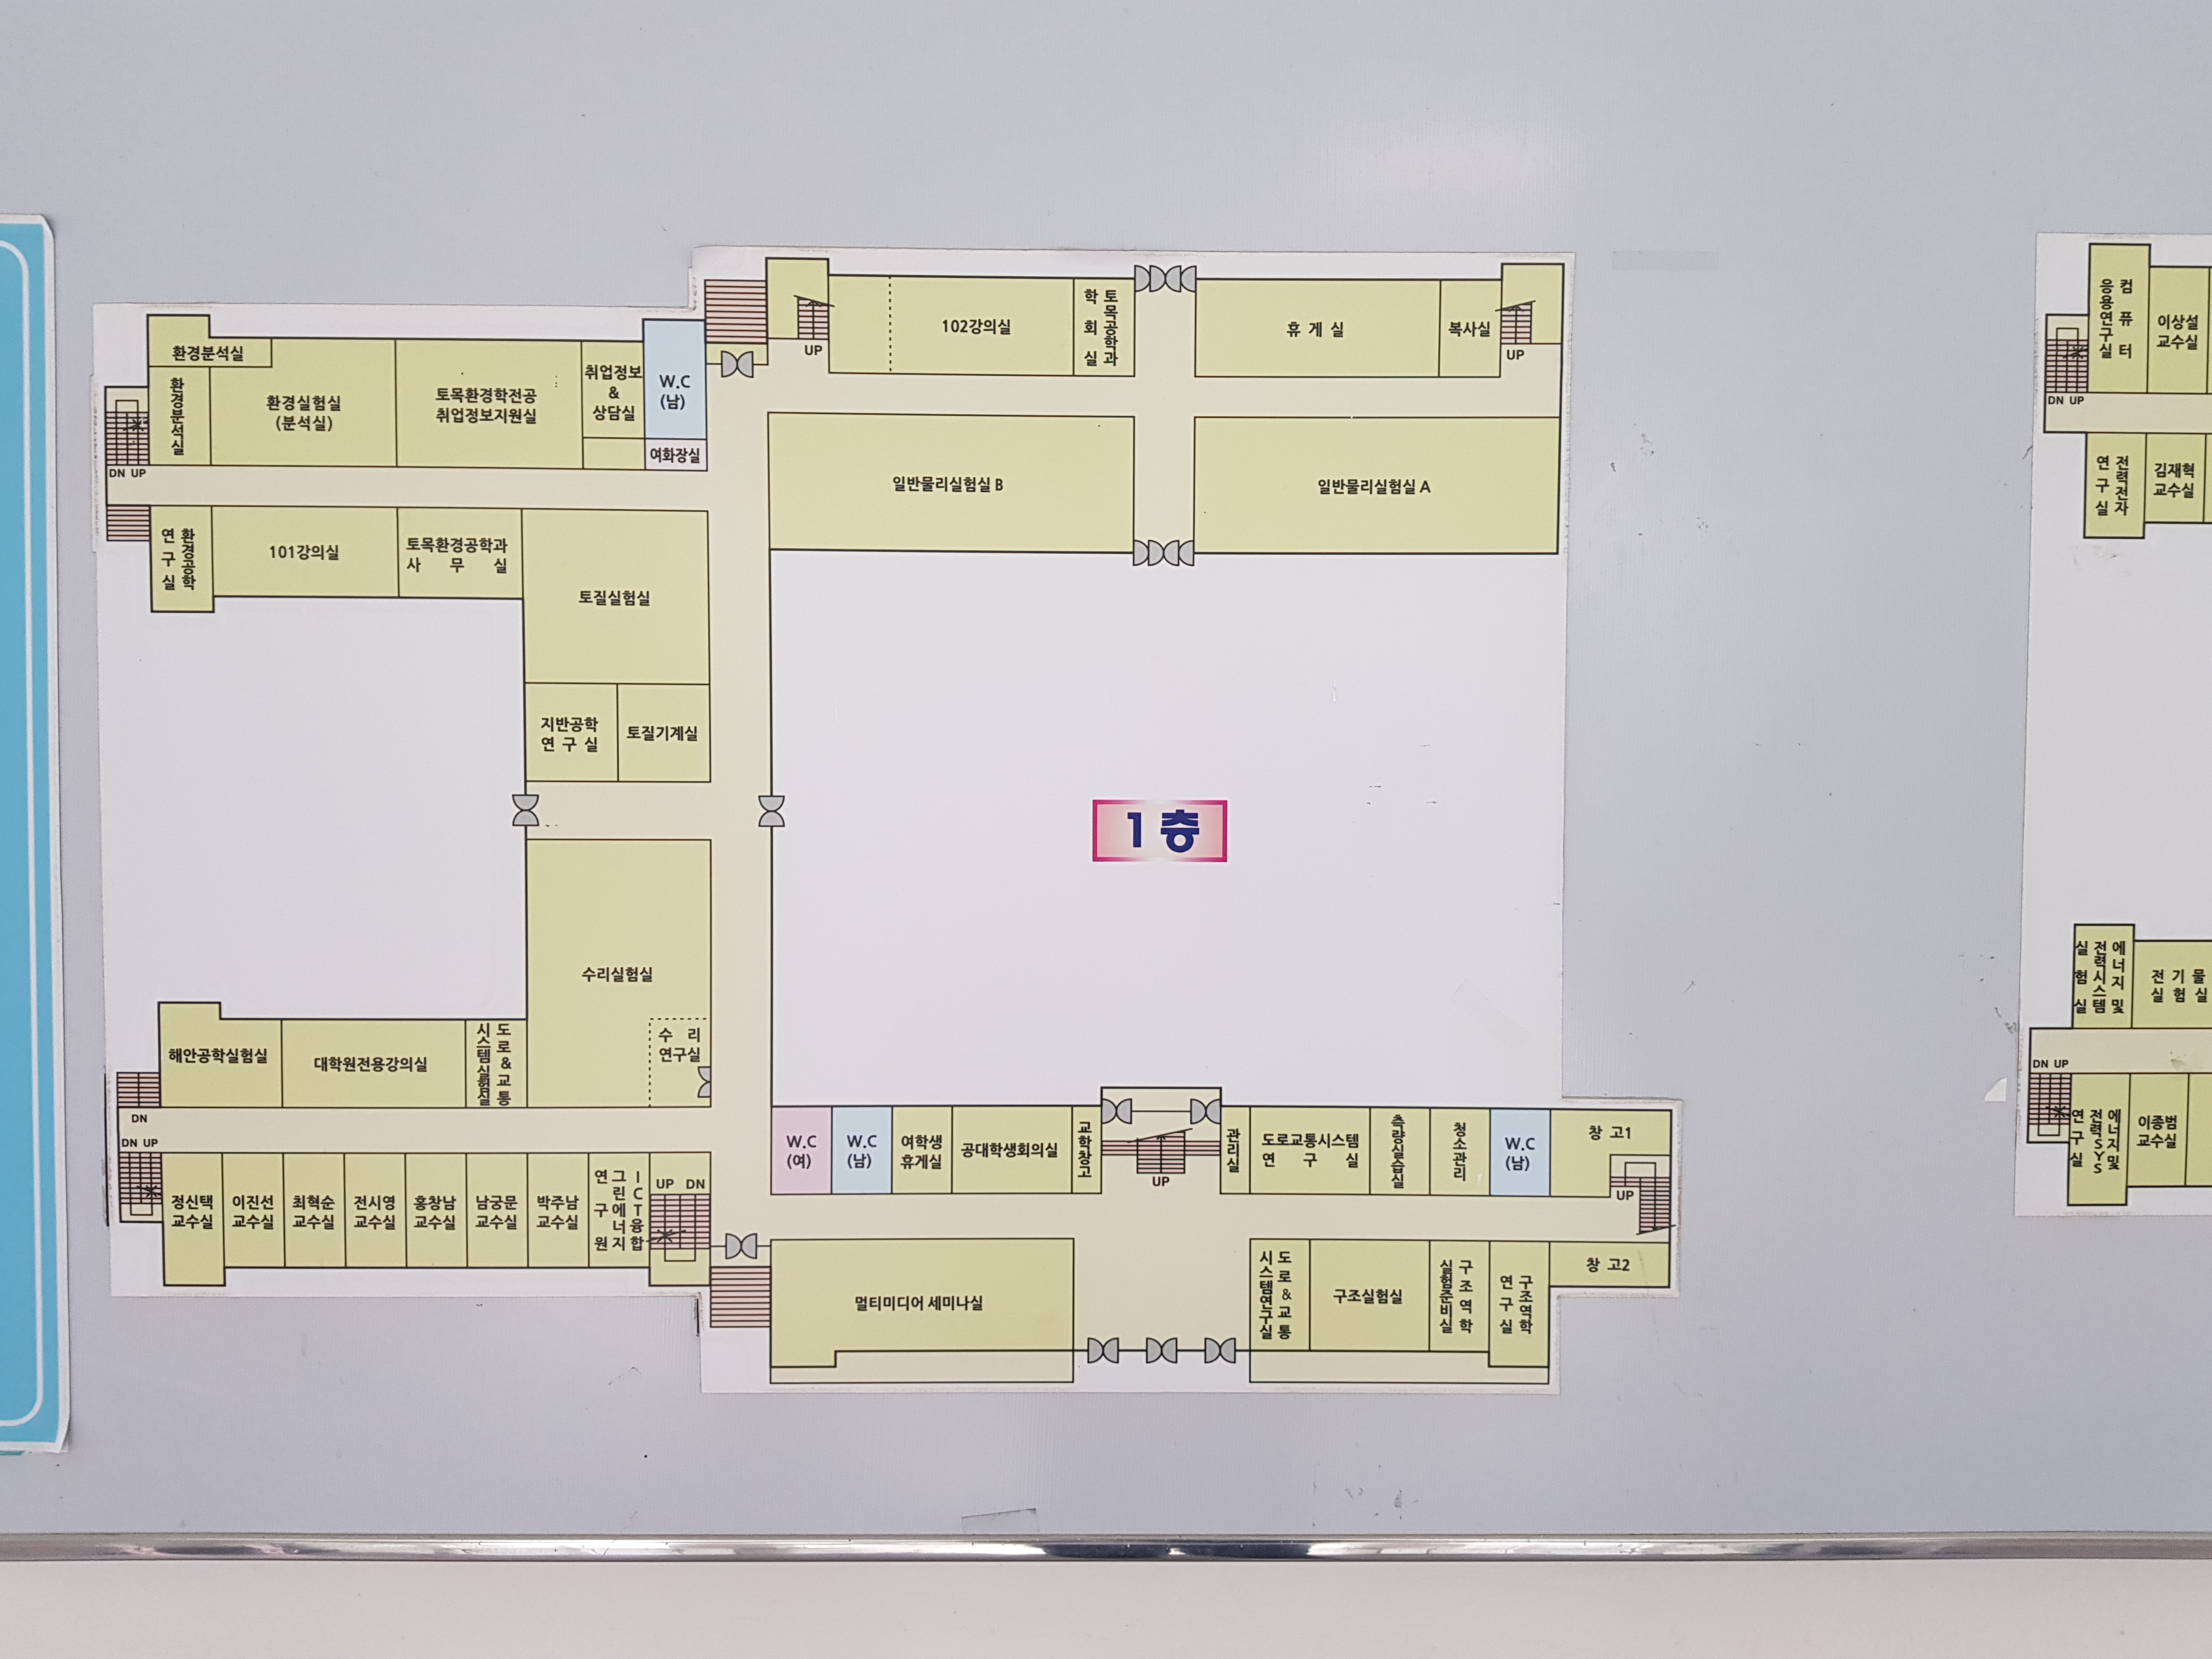 환경분석실
환경분석실
환경실험실
(분석실)
토목환경학전공
취업정보지원실
취업정보
&
상담실
W.C
(남)
여화장실
DN UP
UP
102강의실
토목공학과
학회실
휴 게 실
복사실
UP
일반물리실험실 B
일반물리실험실 A
환경공학
연구실
101강의실
토목환경공학과
사 무 실
토질실험실
지반공학
연 구 실
토질기계실
1층
수리실험실
수 리
연구실
해안공학실험실
대학원전용강의실
도로&교통
시스템실험실
DN
DN UP
정신택
교수실
이진선
교수실
최혁순
교수실
전시영
교수실
홍창남
교수실
남궁문
교수실
박주남
교수실
ICT융합
그린에너지
연구원
UP DN
W.C
(여)
W.C
(남)
여학생
휴게실
공대학생회의실
교학창고
UP
관리실
도로교통시스템
연 구 실
측량실습실
청소관리
W.C
(남)
창 고1
UP
멀티미디어 세미나실
도로&교통
시스템연구실
구조실험실
구조역학
실험준비실
구조역학
연구실
창 고2
컴퓨터
응용연구실
이상설
교수실
DN UP
전력전자
연구실
김재혁
교수실
에너지 및
전력시스템
실험실
전 기 물
실 험 실
DN UP
에너지및
전력SYS
연구실
이종범
교수실